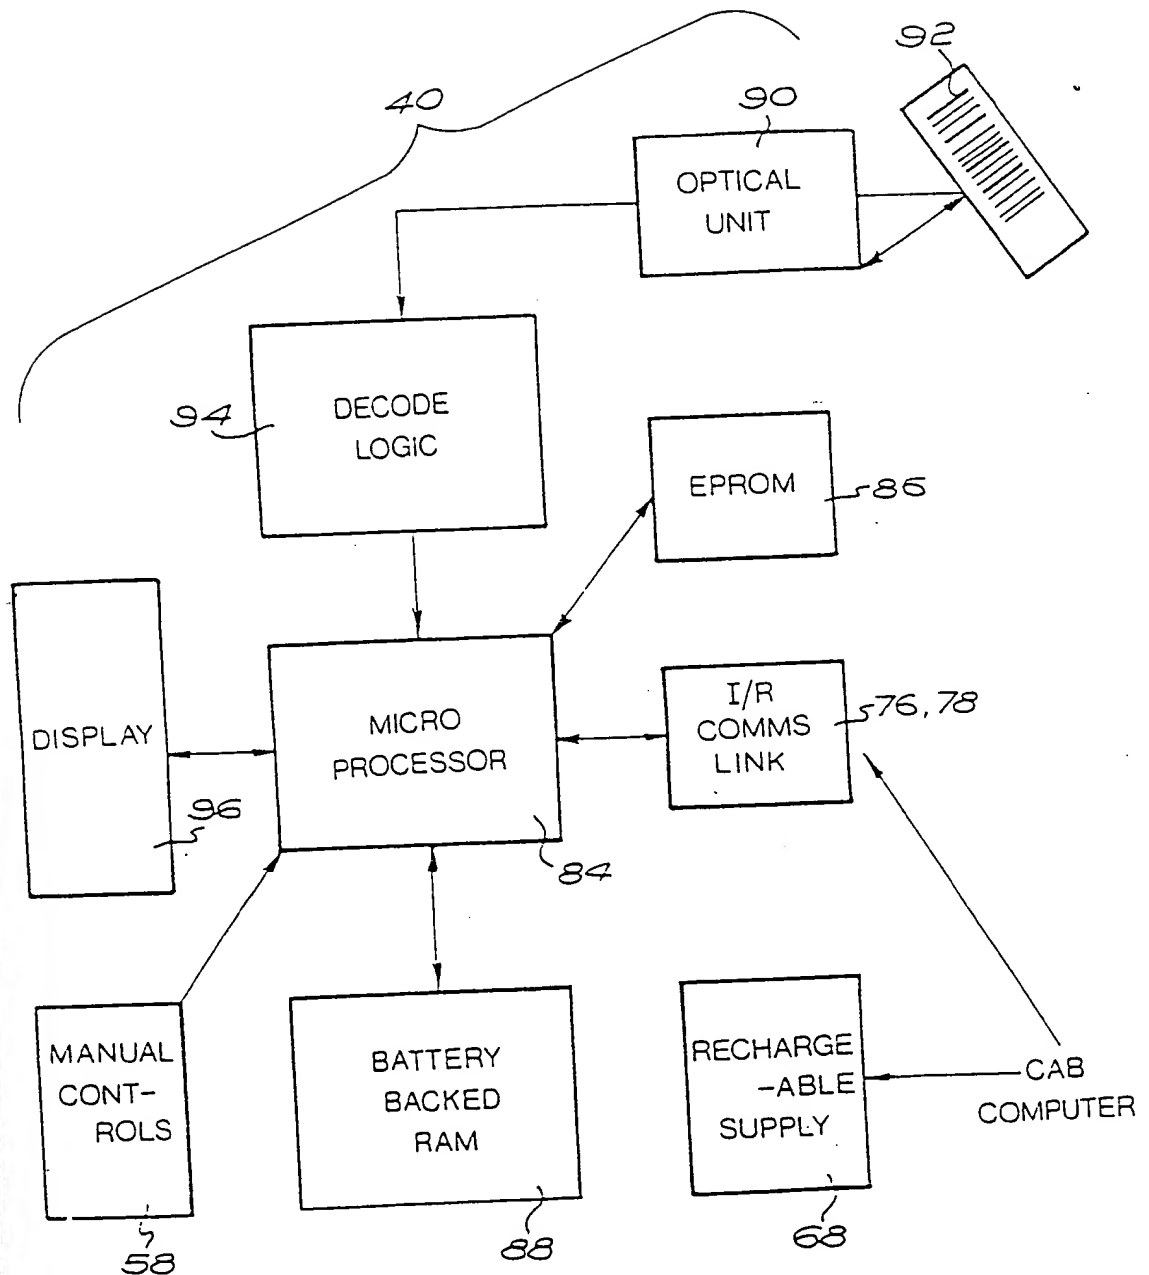 92
40
90
OPTICAL
UNIT
94
DECODE
LOGIC
EPROM
86
DISPLAY
96
MICRO
PROCESSOR
84
I/R
COMMS
LINK
76,78
MANUAL
CONT-
ROLS
58
BATTERY
BACKED
RAM
88
RECHARGE
-ABLE
SUPPLY
68
CAB
COMPUTER